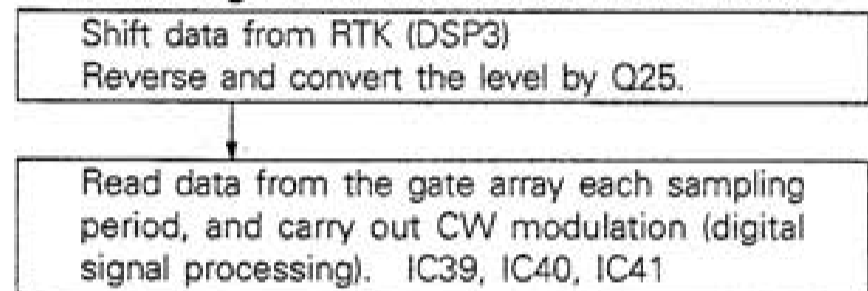 Shift data from RTK (DSP3)
Reverse and convert the level by Q25.
Read data from the gate array each sampling
period, and carry out CW modulation (digital
signal processing).   IC39, IC40, IC41